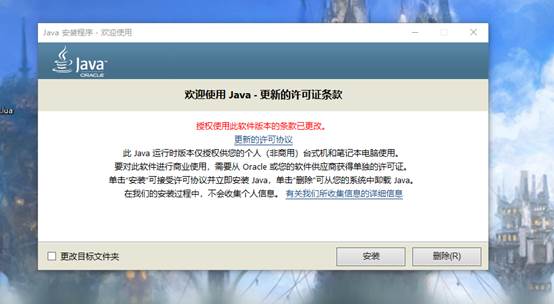 Java 安装程序 - 欢迎使用
Java
ORACLE
欢迎使用 Java - 更新的许可证条款
.lua
授权使用此软件版本的条款已更改。
更新的许可协议
此 Java 运行时版本仅授权供您的个人（非商用）台式机和笔记本电脑使用。
要对此软件进行商业使用，需要从 Oracle 或您的软件供应商获得单独的许可证。
单击“安装”可接受许可协议并立即安装 Java，单击“删除”可从您的系统中卸载 Java。
在我们的安装过程中，不会收集个人信息。 有关我们所收集信息的详细信息
更改目标文件夹
安装
删除(R)